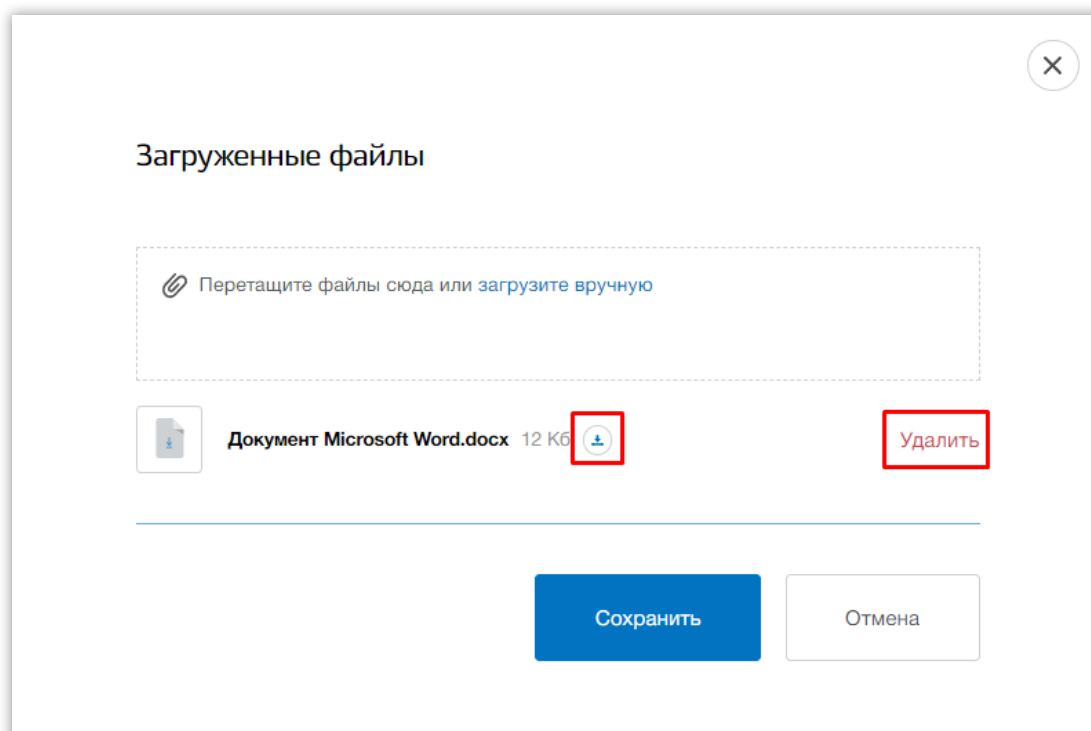 Загруженные файлы
Перетащите файлы сюда или загрузите вручную
Документ Microsoft Word.docx 12 Кб
Удалить
Сохранить
Отмена